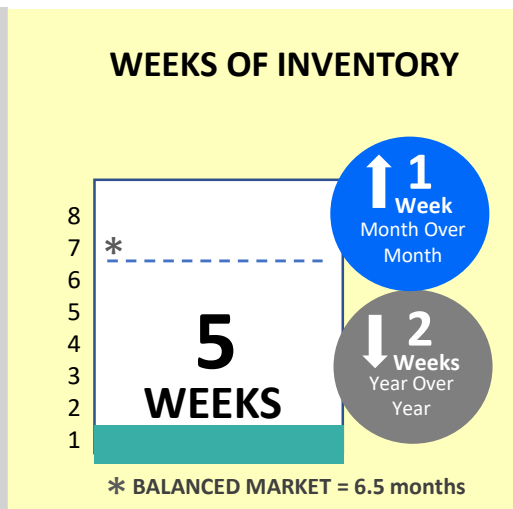 WEEKS OF INVENTORY
8
7
6
5
4
3
2
1
*
5
WEEKS
1
Week
Month Over
Month
2
Weeks
Year Over
Year
* BALANCED MARKET = 6.5 months